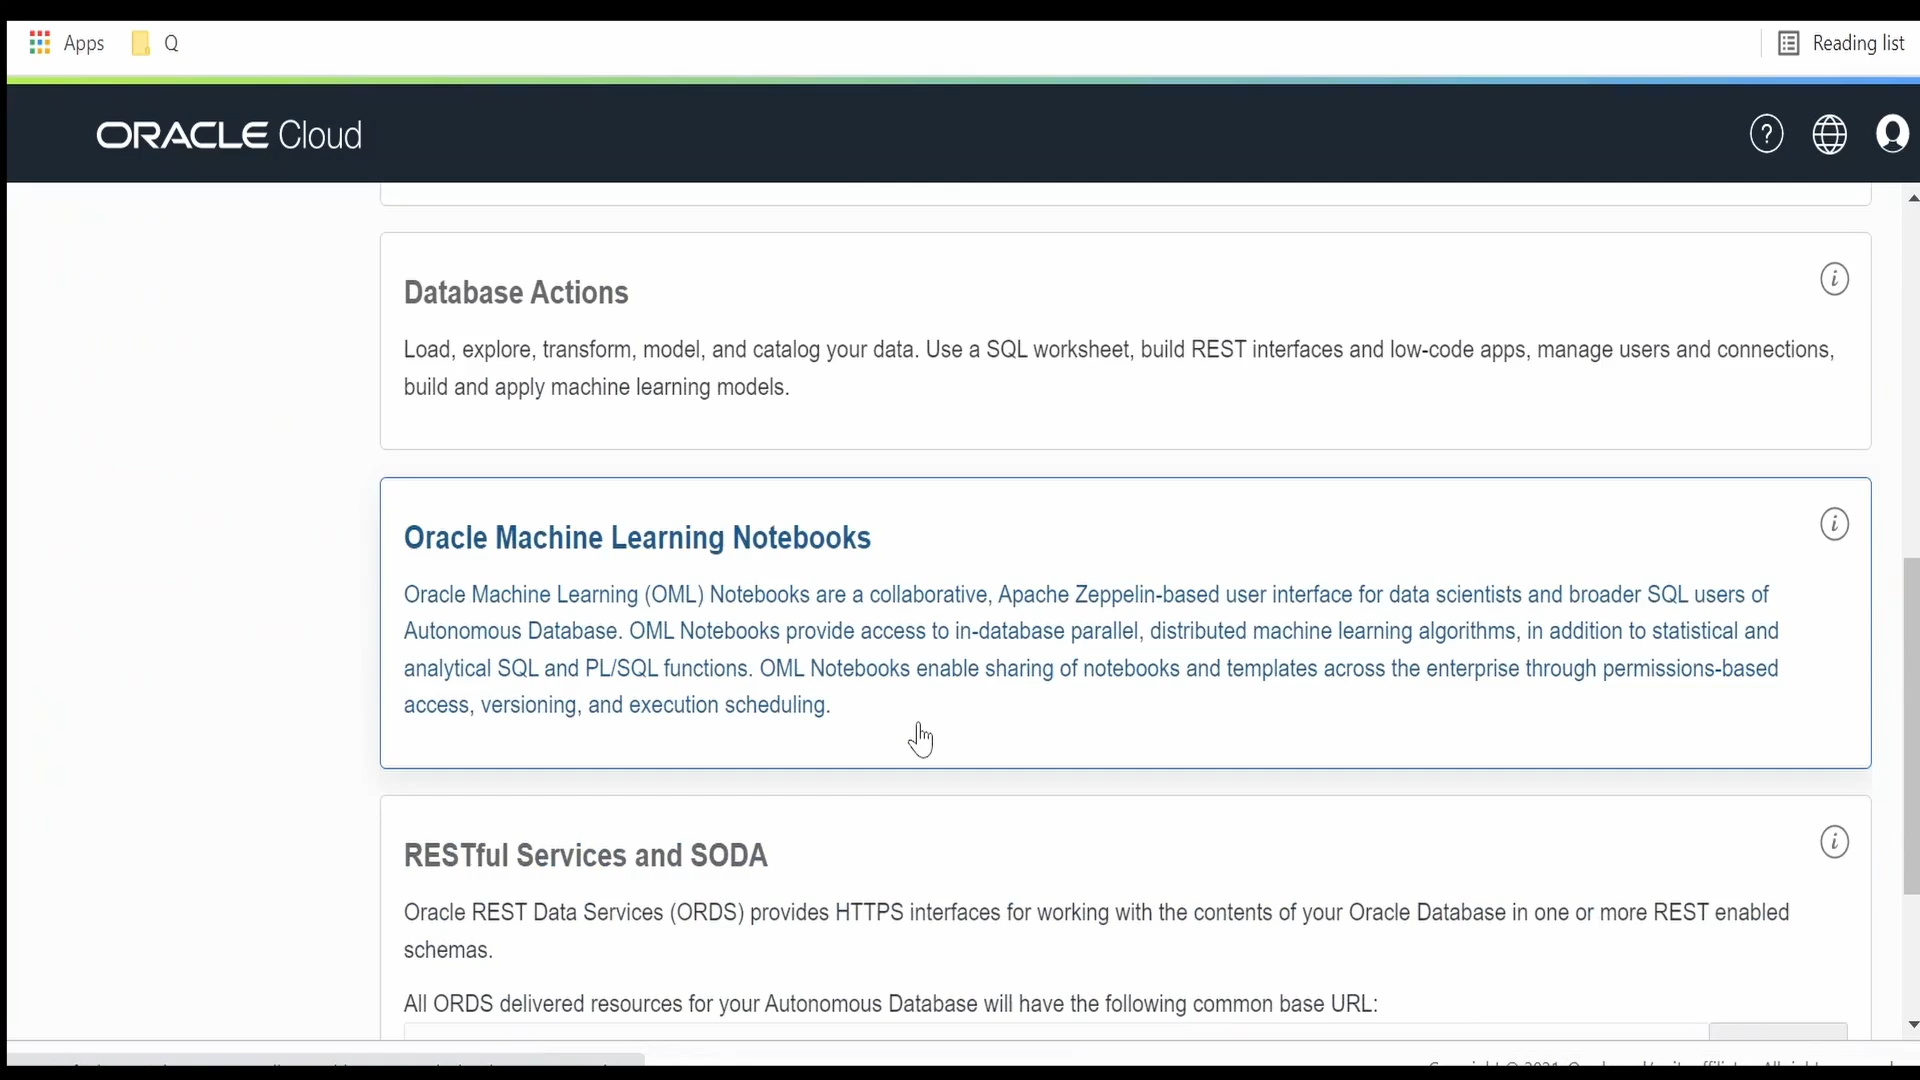 Apps Q Reading list
ORACLE Cloud
Database Actions
Load, explore, transform, model, and catalog your data. Use a SQL worksheet, build REST interfaces and low-code apps, manage users and connections,
build and apply machine learning models.
Oracle Machine Learning Notebooks
Oracle Machine Learning (OML) Notebooks are a collaborative, Apache Zeppelin-based user interface for data scientists and broader SQL users of
Autonomous Database. OML Notebooks provide access to in-database parallel, distributed machine learning algorithms, in addition to statistical and
analytical SQL and PL/SQL functions. OML Notebooks enable sharing of notebooks and templates across the enterprise through permissions-based
access, versioning, and execution scheduling.
RESTful Services and SODA
Oracle REST Data Services (ORDS) provides HTTPS interfaces for working with the contents of your Oracle Database in one or more REST enabled
schemas.
All ORDS delivered resources for your Autonomous Database will have the following common base URL: